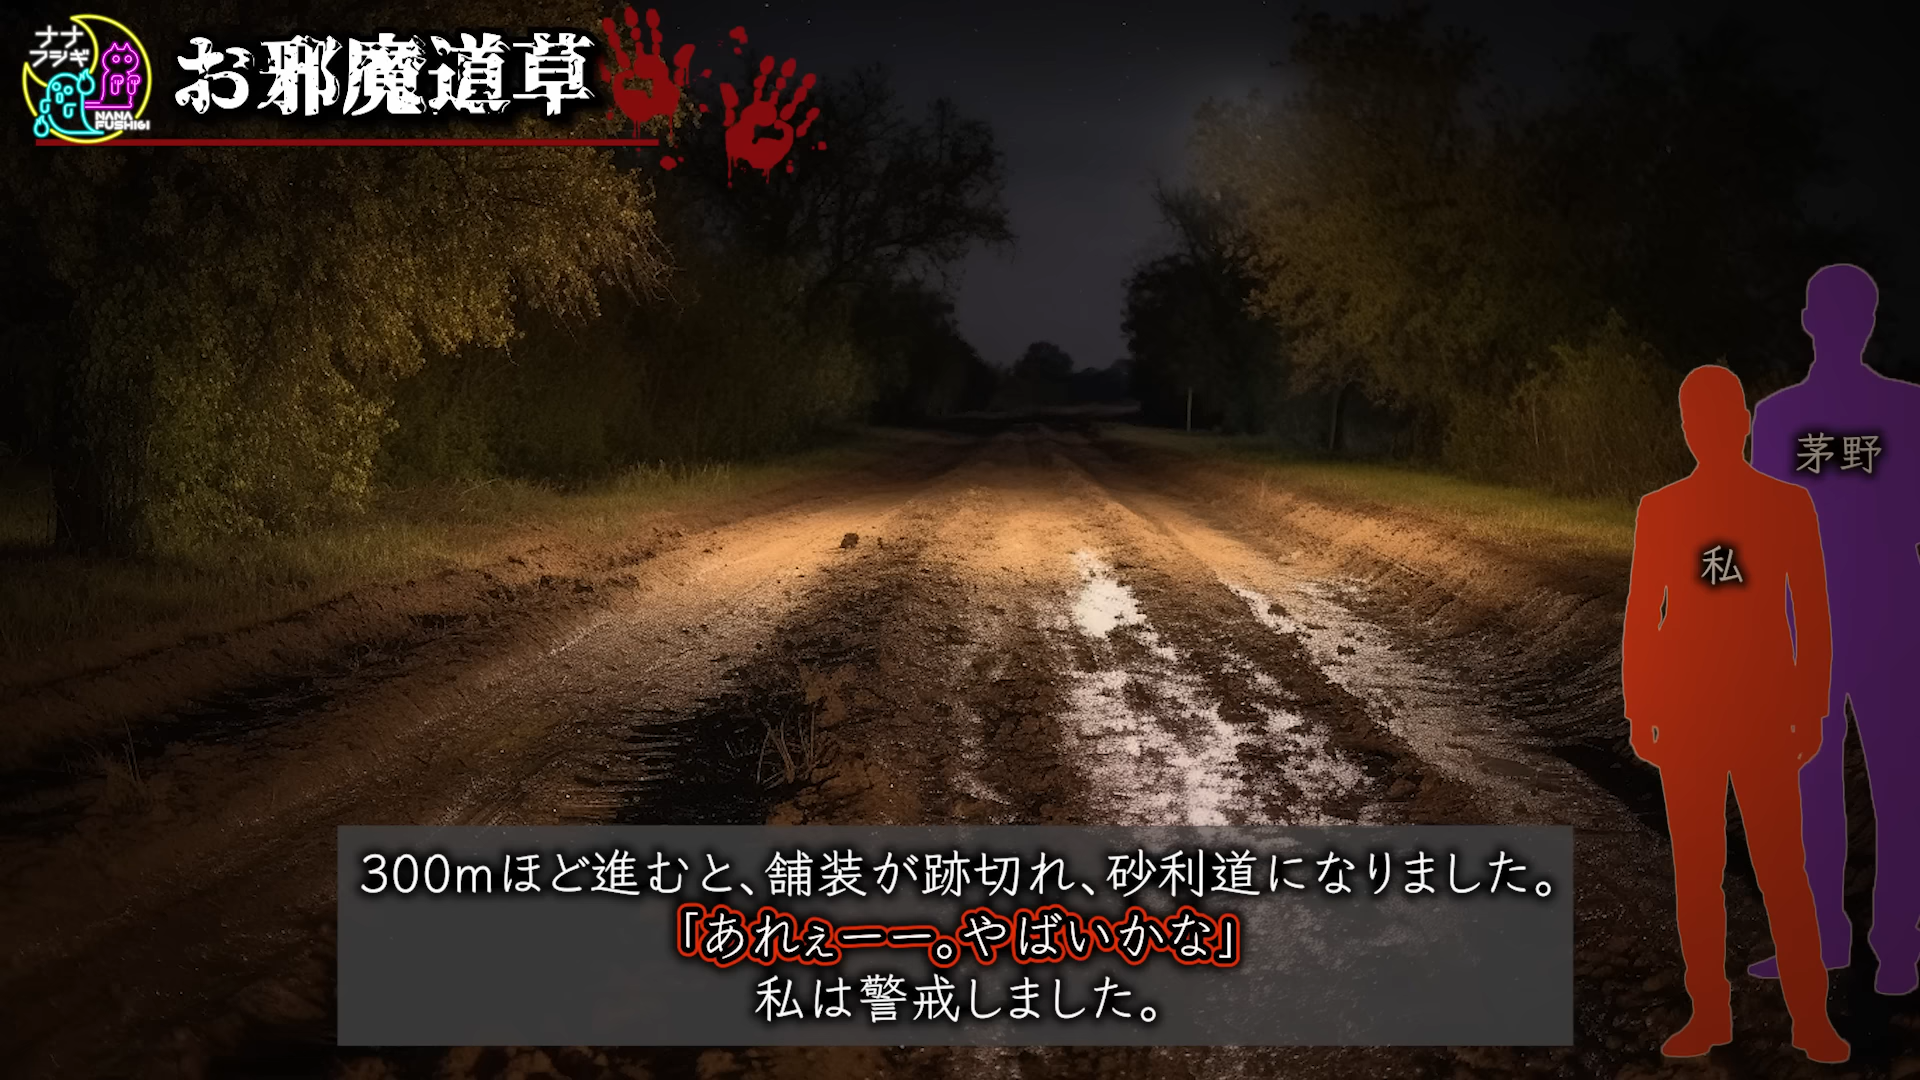 ナナ
フシギ
NANA
FUSHIGI
お邪魔道草
茅野
私
300mほど進むと、舗装が跡切れ、砂利道になりました。
「あれぇーー。やばいかな」
私は警戒しました。